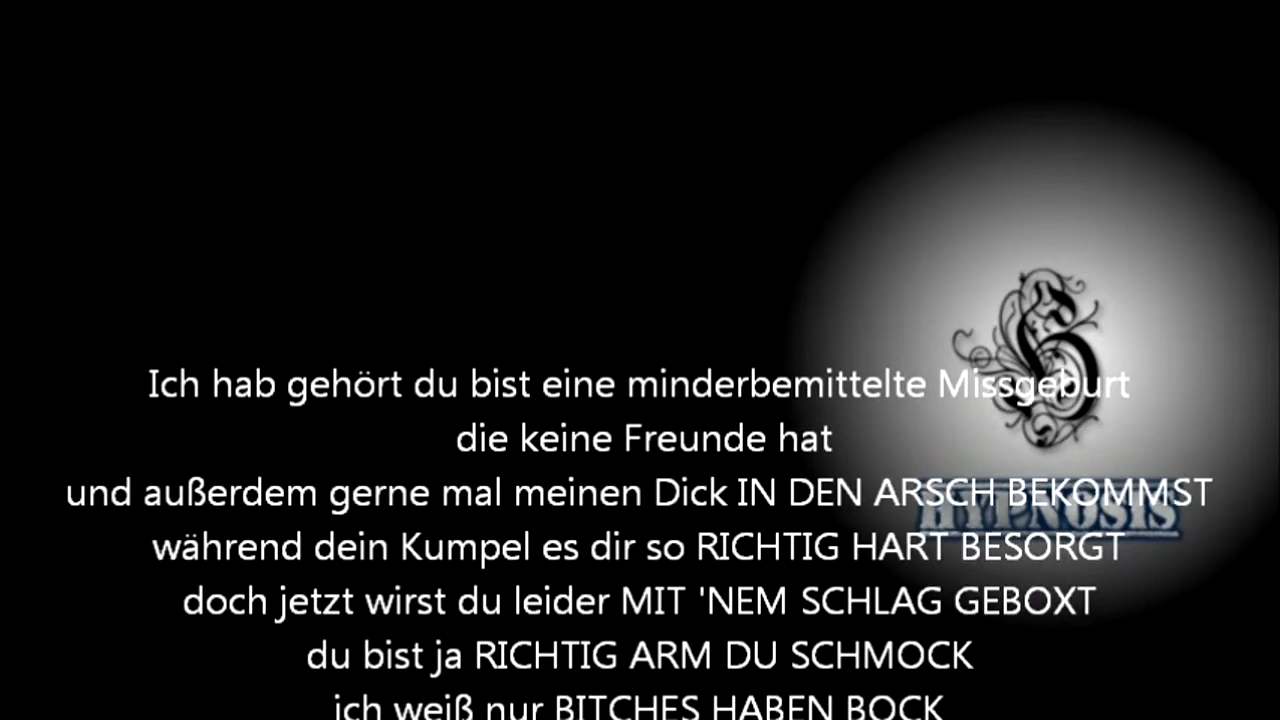 Ich hab gehört du bist eine minderbemittelte Missgeburt
die keine Freunde hat
und außerdem gerne mal meinen Dick IN DEN ARSCH BEKOMMST
HYPNOSIS
während dein Kumpel es dir so RICHTIG HART BESORGT
doch jetzt wirst du leider MIT 'NEM SCHLAG GEBOXT
du bist ja RICHTIG ARM DU SCHMOCK
ich weiß nur BITCHES HABEN BOCK